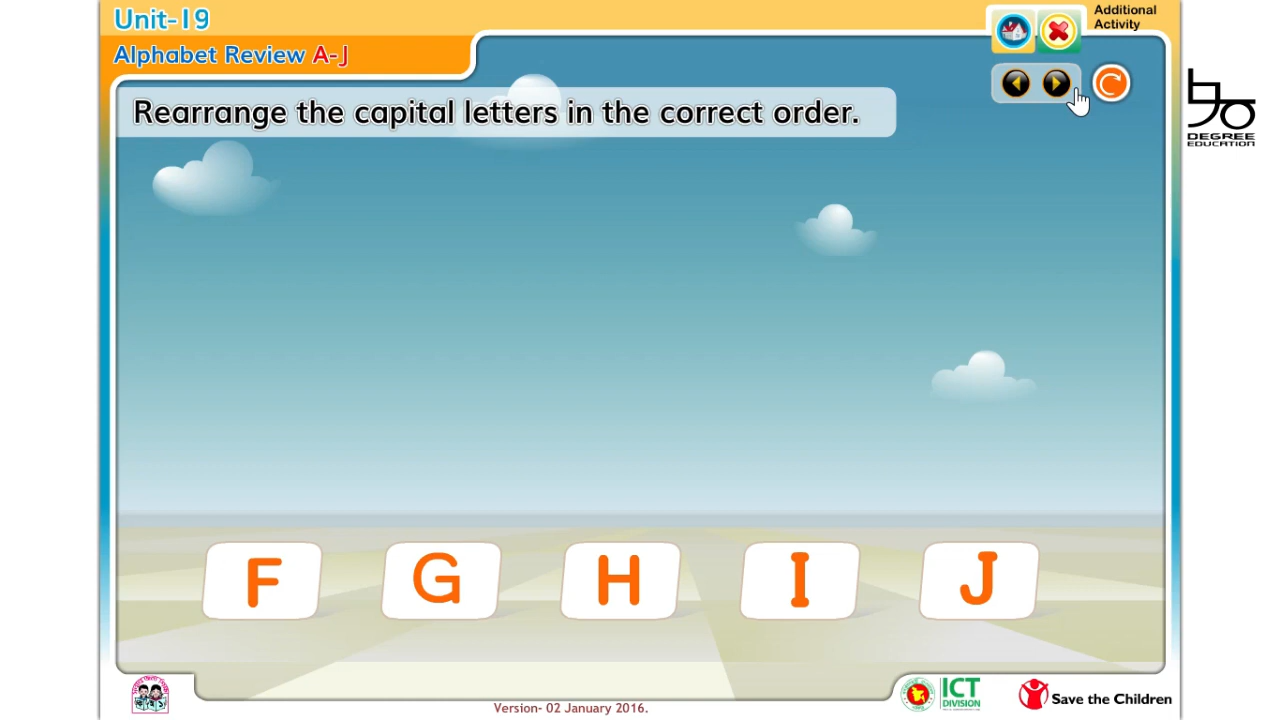 Unit-19
Additional
Activity
Alphabet Review A-J
Rearrange the capital letters in the correct order.
DEGREE
EDUCATION
F G H I J
ICT
DIVISION
Save the Children
Version- 02 January 2016.